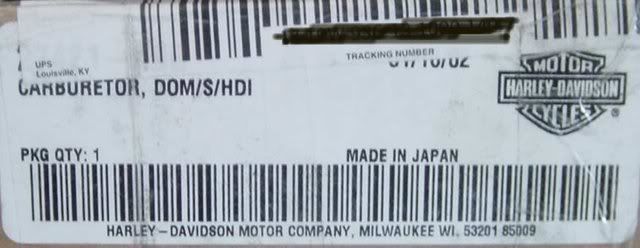 UPS
Louisville, KY
TRACKING NUMBER
CARBURETOR, DOM/S/HDI
MOTOR
HARLEY-DAVIDSON
CYCLES
®
PKG QTY: 1
MADE IN JAPAN
HARLEY-DAVIDSON MOTOR COMPANY, MILWAUKEE WI. 53201 85009